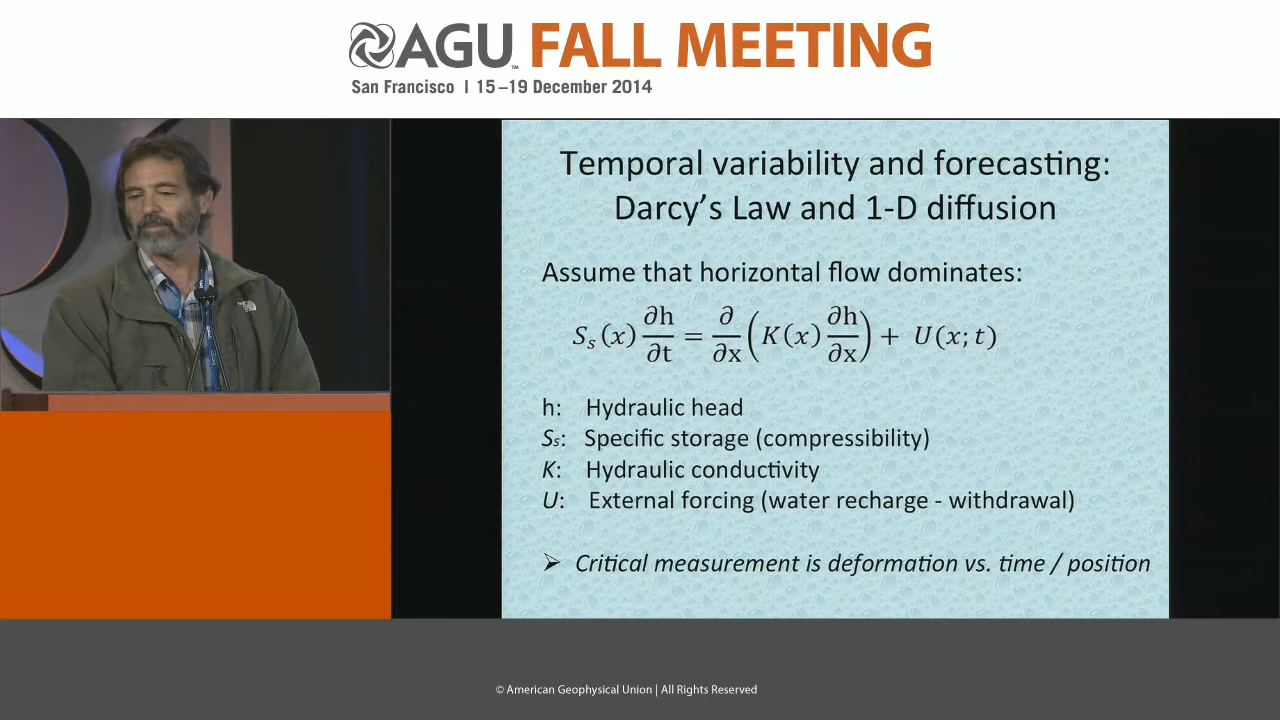 AGU™ FALL MEETING
San Francisco | 15–19 December 2014
Temporal variability and forecasting:
Darcy's Law and 1-D diffusion
Assume that horizontal flow dominates:
Sₛ(x) ∂h/∂t = ∂/∂x (K(x) ∂h/∂x) + U(x; t)
h: Hydraulic head
Sₛ: Specific storage (compressibility)
K: Hydraulic conductivity
U: External forcing (water recharge - withdrawal)
➢ Critical measurement is deformation vs. time / position
© American Geophysical Union | All Rights Reserved